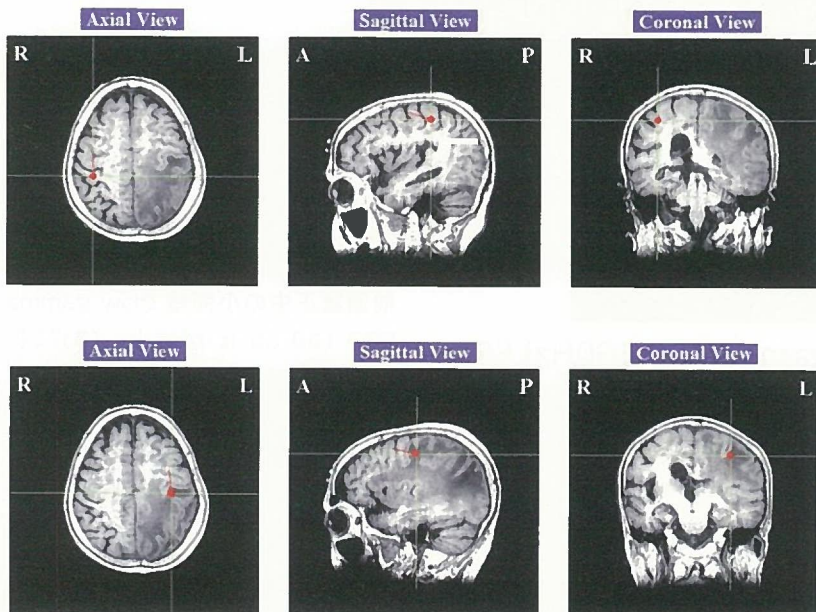 Axial View
Sagittal View
Coronal View
R L
A P
R L
Axial View
Sagittal View
Coronal View
R L
A P
R L